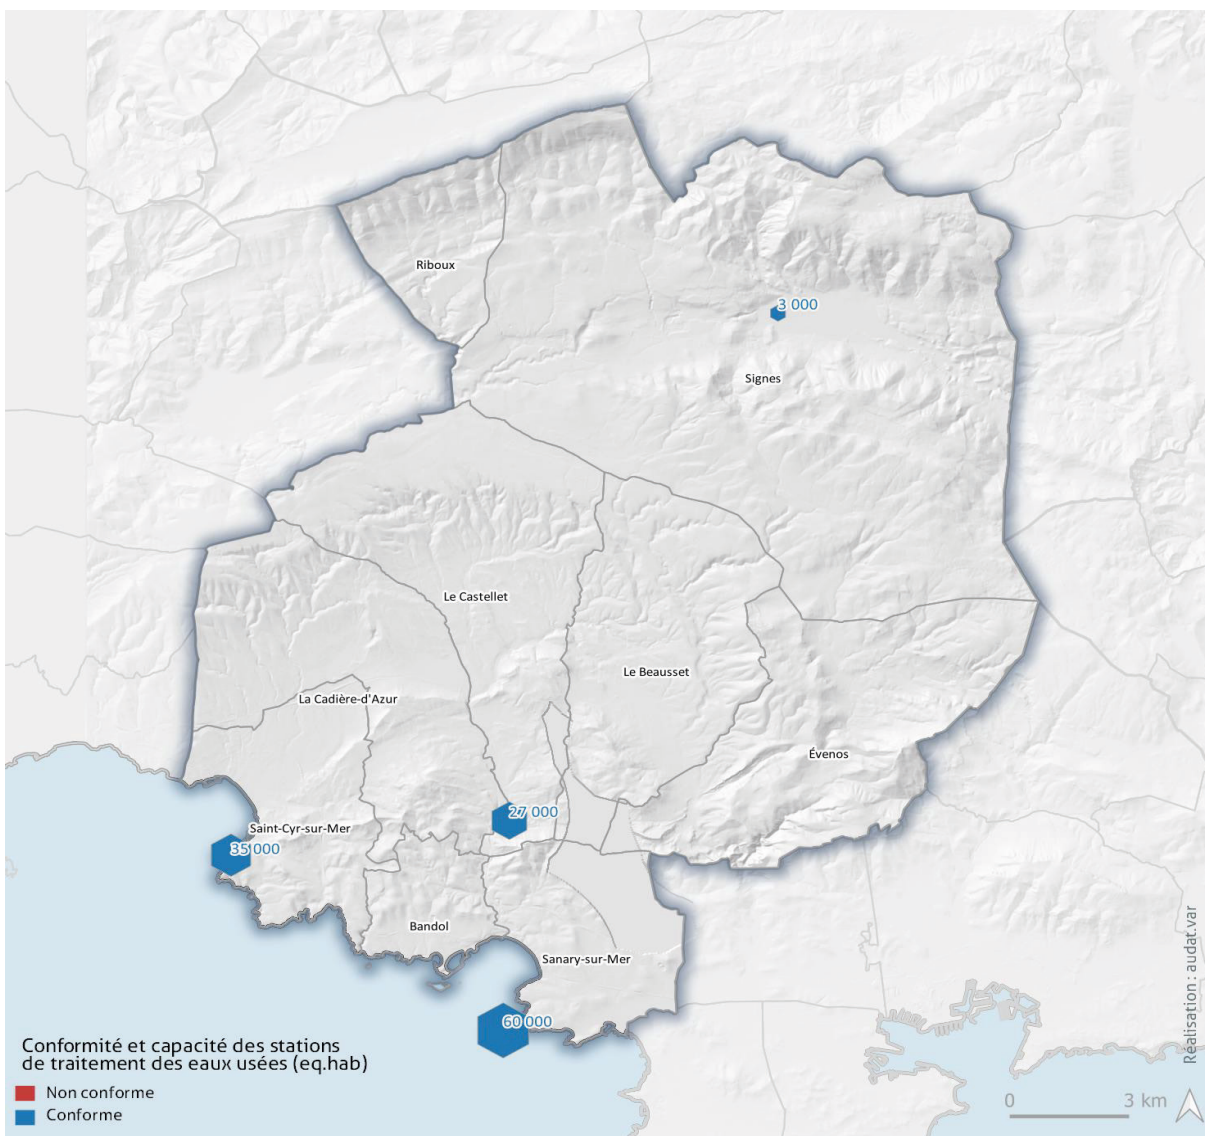 Riboux
3 000
Signes
Le Castellet
Le Beausset
La Cadière-d'Azur
Évenos
27 000
Saint-Cyr-sur-Mer
35 000
Bandol
Sanary-sur-Mer
60 000
Conformité et capacité des stations
de traitement des eaux usées (eq.hab)
Non conforme
Conforme
0 3 km
Réalisation : audat.var